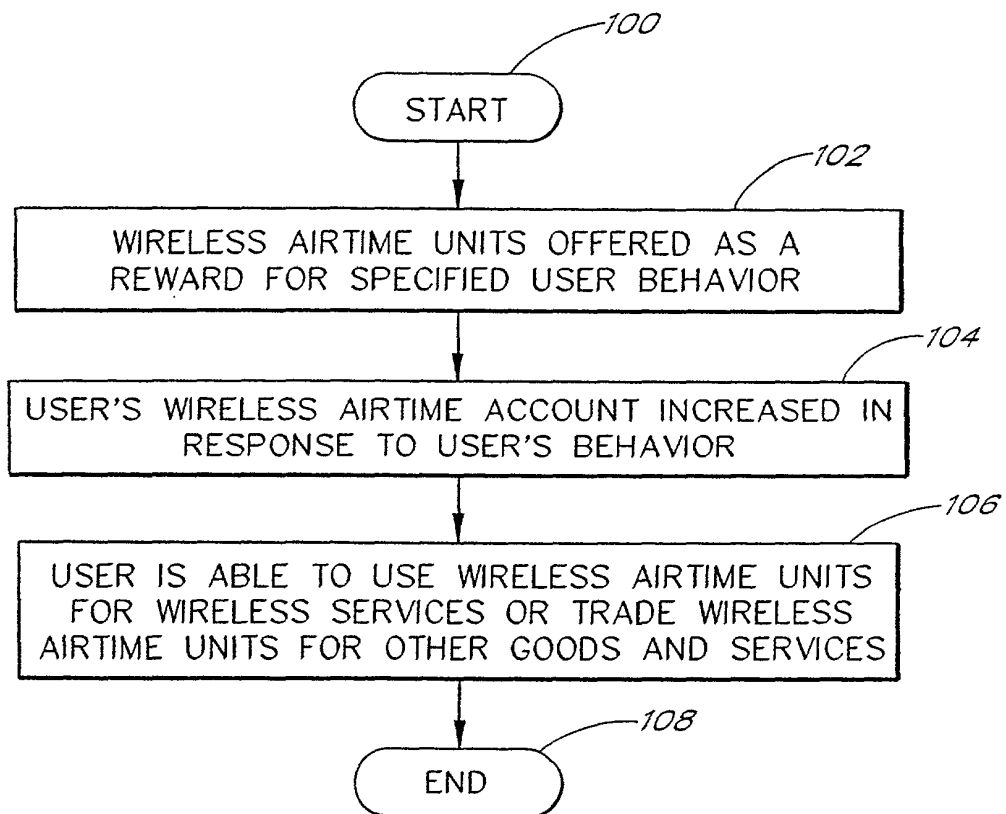 100
START
102
WIRELESS AIRTIME UNITS OFFERED AS A
REWARD FOR SPECIFIED USER BEHAVIOR
104
USER'S WIRELESS AIRTIME ACCOUNT INCREASED IN
RESPONSE TO USER'S BEHAVIOR
106
USER IS ABLE TO USE WIRELESS AIRTIME UNITS
FOR WIRELESS SERVICES OR TRADE WIRELESS
AIRTIME UNITS FOR OTHER GOODS AND SERVICES
108
END